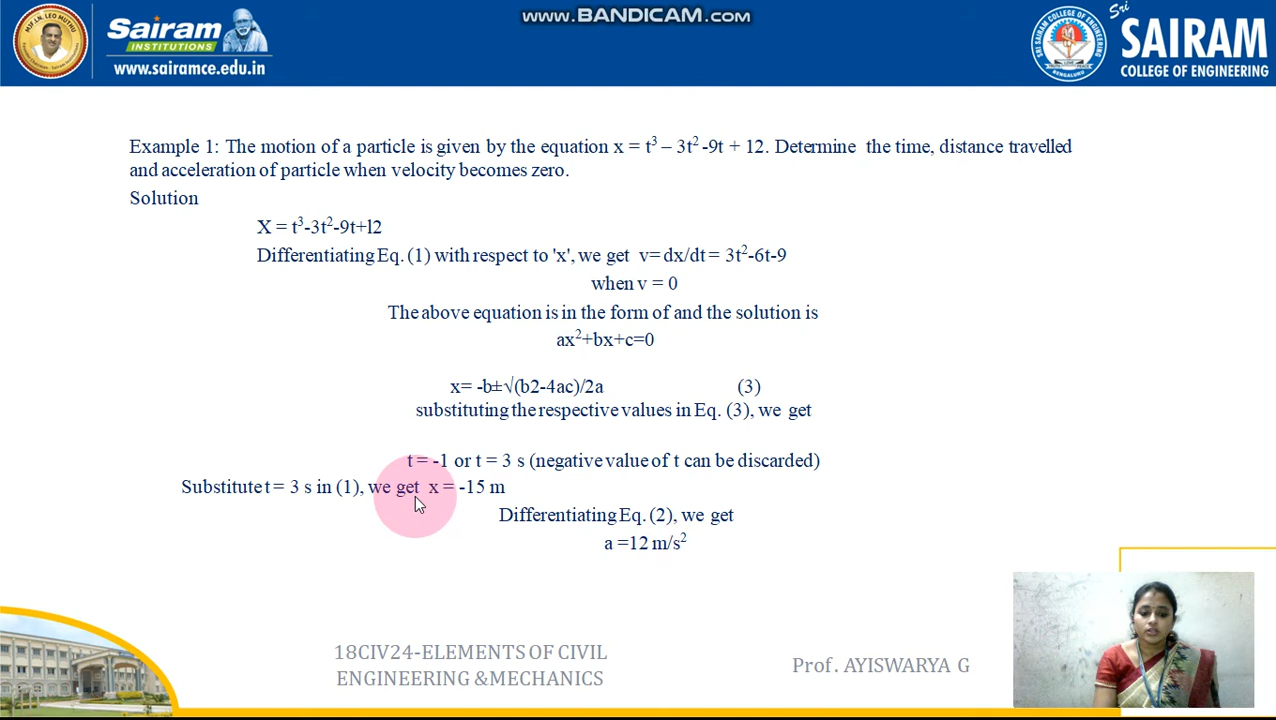 www.BANDICAM.com
Sairam
INSTITUTIONS
www.sairamce.edu.in
Sri
SAIRAM
COLLEGE OF ENGINEERING
Example 1: The motion of a particle is given by the equation x = t³ – 3t² -9t + 12. Determine the time, distance travelled
and acceleration of particle when velocity becomes zero.
Solution
X = t³-3t²-9t+l2
Differentiating Eq. (1) with respect to 'x', we get v= dx/dt = 3t²-6t-9
when v = 0
The above equation is in the form of and the solution is
ax²+bx+c=0
x= -b±√(b2-4ac)/2a (3)
substituting the respective values in Eq. (3), we get
t = -1 or t = 3 s (negative value of t can be discarded)
Substitute t = 3 s in (1), we get x = -15 m
Differentiating Eq. (2), we get
a =12 m/s²
18CIV24-ELEMENTS OF CIVIL
ENGINEERING &MECHANICS
Prof. AYISWARYA G